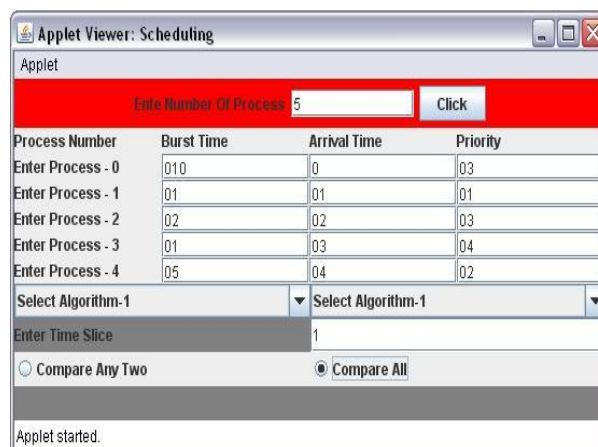 Applet Viewer: Scheduling
Applet
Ente Number Of Process 5 Click
Process Number Burst Time Arrival Time Priority
Enter Process - 0 010 0 03
Enter Process - 1 01 01 01
Enter Process - 2 02 02 03
Enter Process - 3 01 03 04
Enter Process - 4 05 04 02
Select Algorithm-1 Select Algorithm-1
Enter Time Slice 1
Compare Any Two Compare All
Applet started.